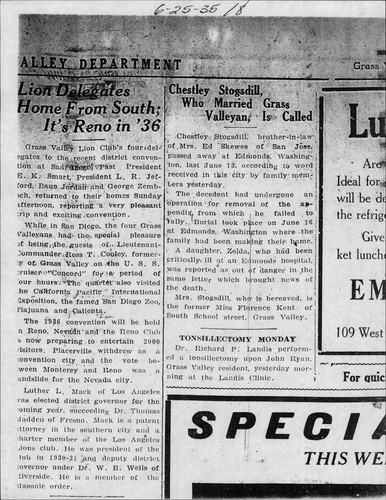 6-25-35 /8
ALLEY DEPARTMENT
Grass
Lion Delegates
Home From South;
It's Reno in '36
Grass Valley Lion Club's four del-
egates to the recent district conven-
tion at San Past President
E. K. Smart, President L. R. Jef-
ford, Daun Jordan and George Zemb-
sch, returned to their homes Sunday
afternoon, reporting a very pleasant
rip and exciting convention.
While in San Diego, the four Grass
Valleyans, had the special pleasure
of being the guests of Lieutenant-
Commander Ross T. Cooley, former-
y of Grass Valley on the U. S. S.
cruiser "Concord" for a period of
our hours. The quartet also visited
he California Pacific International
Exposition, the famed San Diego Zoo,
Tiajuana and Calienta.
The 1936 convention will be held
n Reno, Nevada and the Reno Club
s now preparing to entertain 2000
visitors. Placerville withdrew as a
convention city and the vote be-
ween Monterey and Reno was a
landslide for the Nevada city.
Luther L. Mack of Los Angeles
was elected district governor for the
coming year, succeeding Dr. Thomas
Madden of Fresno. Mack is a patent
attorney in the southern city and a
charter member of the Los Angeles
Lions club. He was president of the
club in 1930-31 and deputy district
governor under Dr. W. B. Wells of
Riverside. He is a member of the
Masonic order.
Chestley Stogsdill,
Who Married Grass
Valleyan, Is Called
Chestley Stogsdill, brother-in-law
of Mrs. Ed Skewes of San Jose,
passed away at Edmonds, Washing-
ton, last June 13, according to word
received in this city by family mem-
bers yesterday.
The decedent had undergone an
operation for removal of the ap-
pendix, from which he failed to
rally. Burial took place on June 16
at Edmonds, Washington where the
family had been making their home.
A daughter, Zelda, who had been
critically ill at an Edmonds hospital,
was reported as out of danger in the
same letter which brought news of
the death.
Mrs. Stogsdill, who is bereaved, is
the former Miss Florence Kent of
South School street, Grass Valley.
TONSILLECTOMY MONDAY
Dr. Richard P. Landis perform-
ed a tonsillectomy upon John Ryan,
Grass Valley resident, yesterday mor-
ning at the Landis Clinic.
Lu
Are
Ideal for
will be de
the refrige
Give
ket lunche
EM
109 West
For quic
SPECIA
THIS WE